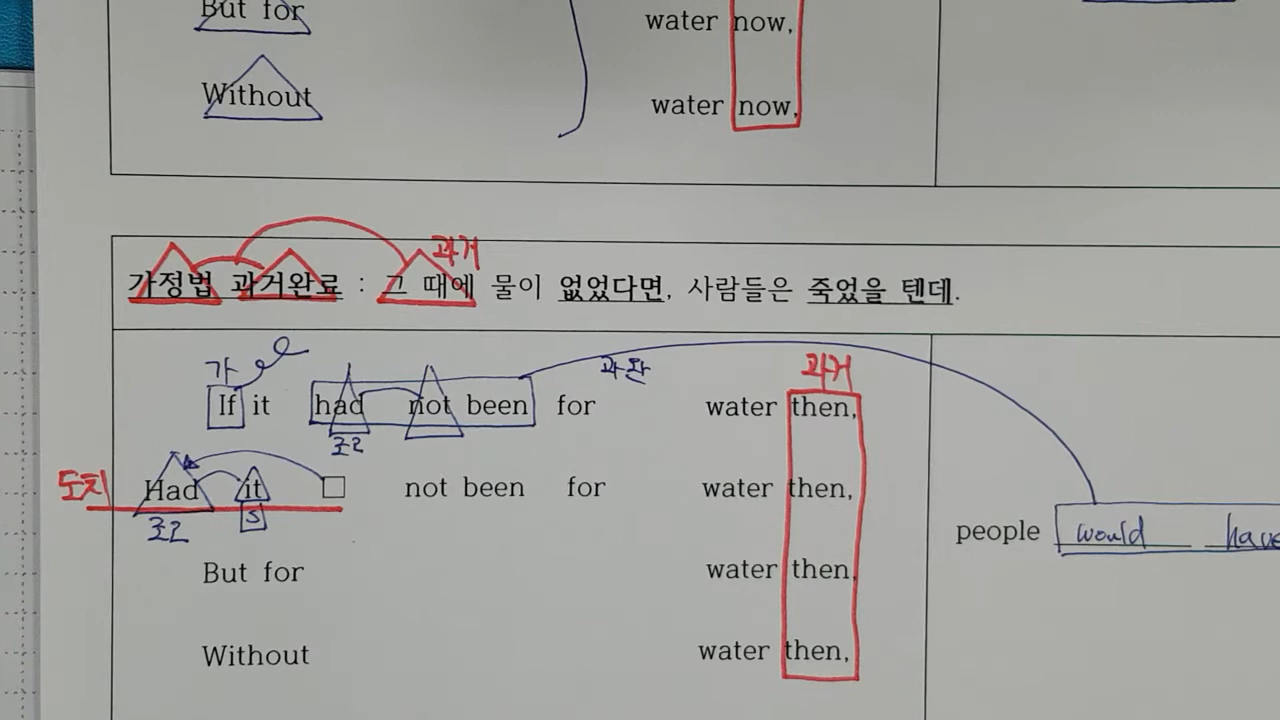 But for water now,
Without water now,
과거
가정법 과거완료 : 그 때에 물이 없었다면, 사람들은 죽었을 텐데.
가 과완 과거
If it had not been for water then,
조
도치 Had it □ not been for water then,
조 S
people would have
But for water then,
Without water then,